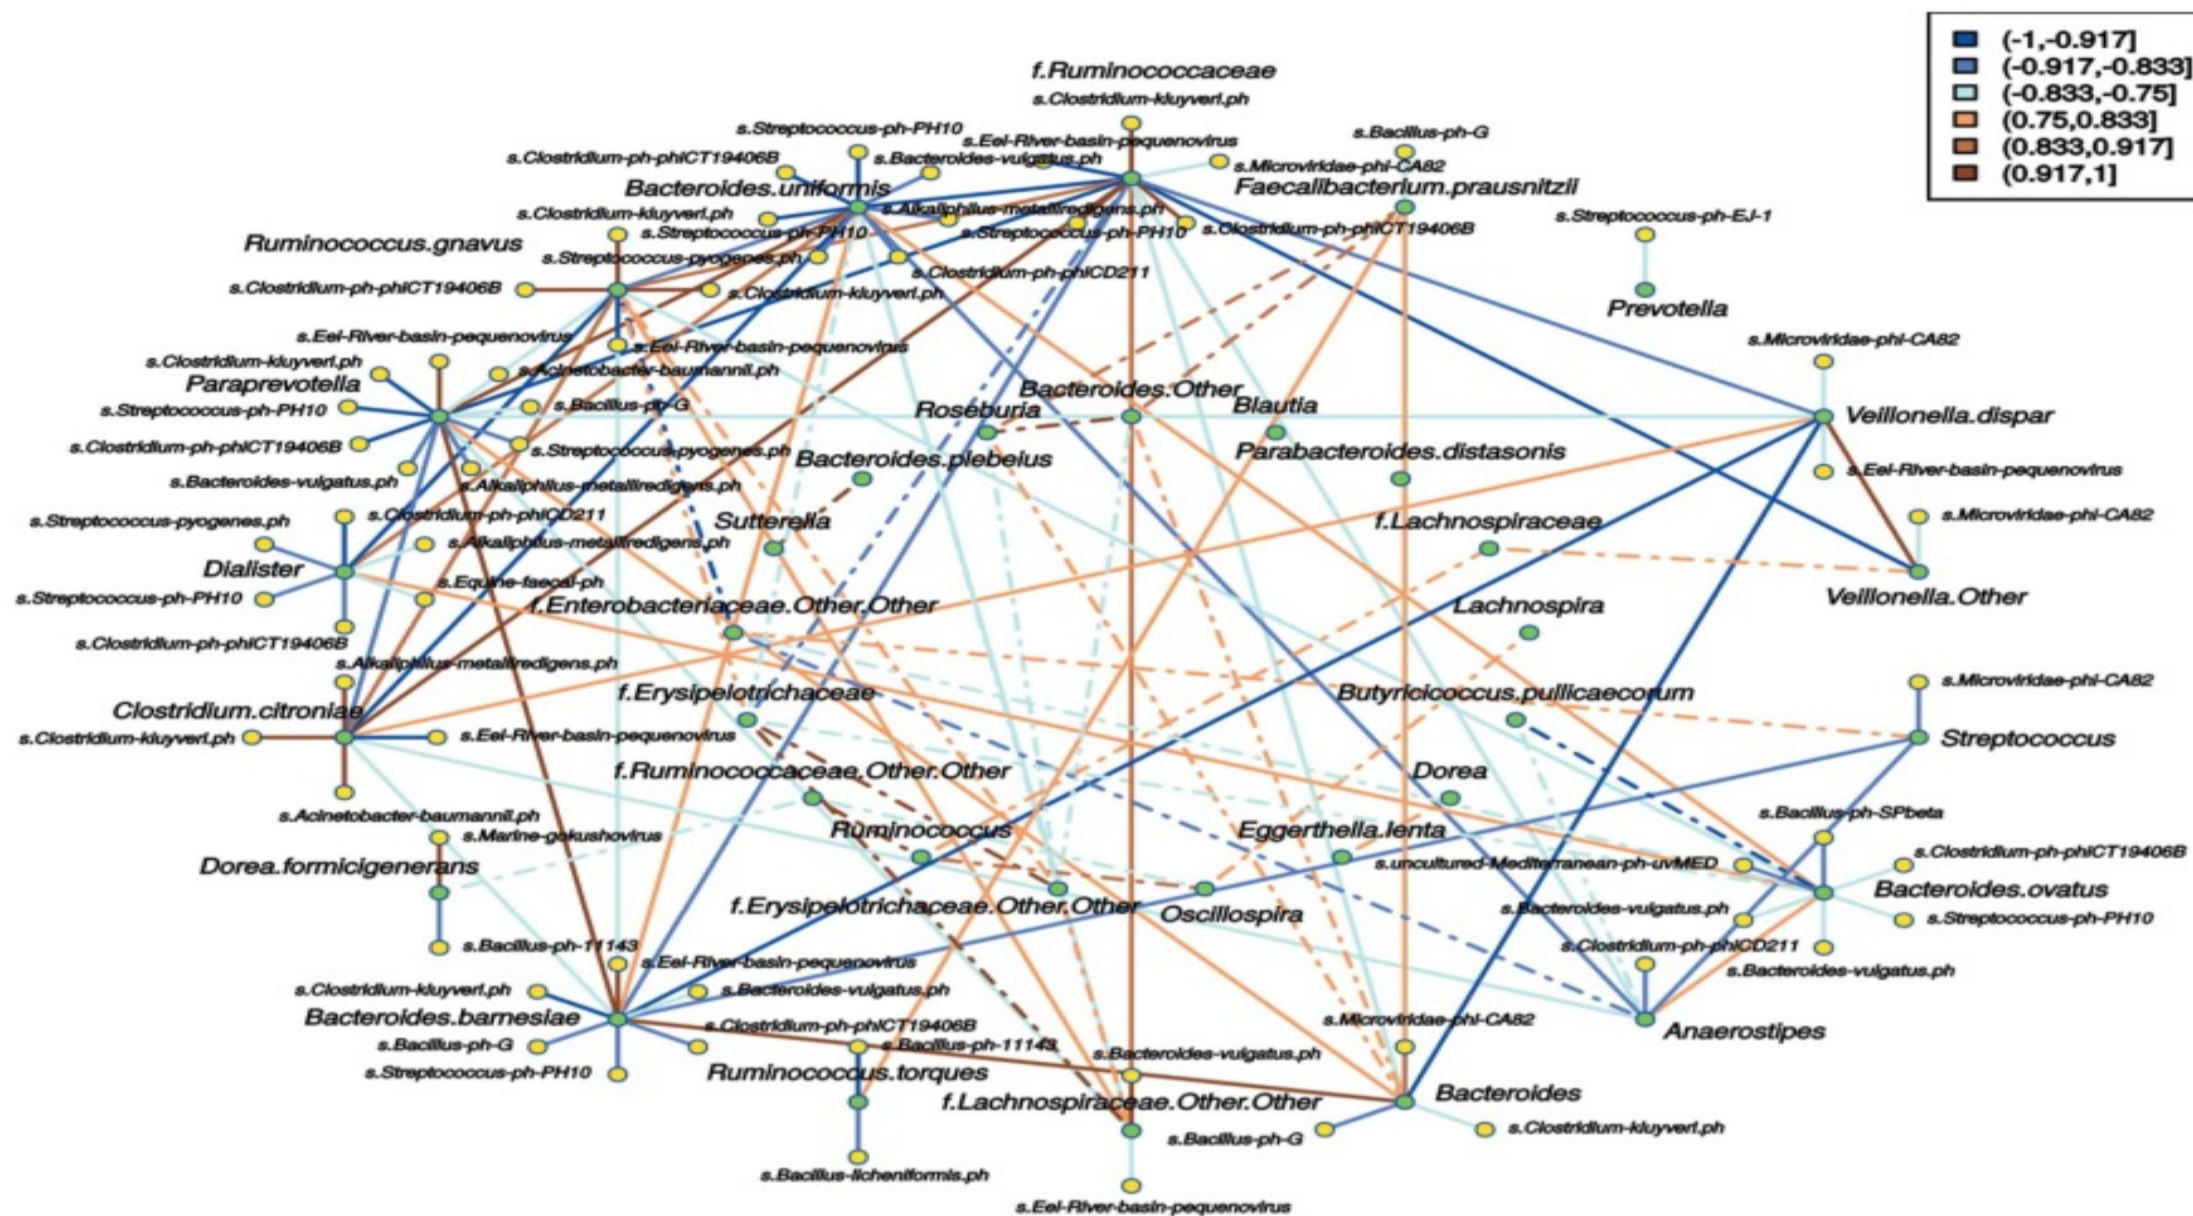 (-1,-0.917]
(-0.917,-0.833]
(-0.833,-0.75]
(0.75,0.833]
(0.833,0.917]
(0.917,1]
f.Ruminococcaceae
s.Clostridium-kluyveri.ph
s.Streptococcus-ph-PH10
s.Eel-River-basin-pequenovirus
s.Bacillus-ph-G
s.Clostridium-ph-phiCT19406B
s.Bacteroides-vulgatus.ph
s.Microviridae-phi-CA82
Bacteroides.uniformis
Faecalibacterium.prausnitzii
s.Clostridium-kluyveri.ph
s.Alkaliphilus-metalliredigens.ph
s.Streptococcus-ph-EJ-1
s.Streptococcus-ph-PH10
s.Streptococcus-ph-PH10
s.Clostridium-ph-phiCT19406B
Ruminococcus.gnavus
s.Streptococcus-pyogenes.ph
s.Clostridium-ph-phiCD211
s.Clostridium-ph-phiCT19406B
s.Clostridium-kluyveri.ph
Prevotella
s.Eel-River-basin-pequenovirus
s.Eel-River-basin-pequenovirus
s.Microviridae-phi-CA82
s.Clostridium-kluyveri.ph
s.Acinetobacter-baumannii.ph
Paraprevotella
Bacteroides.Other
s.Streptococcus-ph-PH10
s.Bacillus-ph-G
Roseburia
Blautia
Veillonella.dispar
s.Clostridium-ph-phiCT19406B
s.Streptococcus-pyogenes.ph
Bacteroides.plebeius
Parabacteroides.distasonis
s.Eel-River-basin-pequenovirus
s.Bacteroides-vulgatus.ph
s.Alkaliphilus-metalliredigens.ph
s.Streptococcus-pyogenes.ph
s.Clostridium-ph-phiCD211
Sutterella
f.Lachnospiraceae
s.Microviridae-phi-CA82
s.Alkaliphilus-metalliredigens.ph
Dialister
s.Equine-faecal-ph
s.Streptococcus-ph-PH10
f.Enterobacteriaceae.Other.Other
Lachnospira
Veillonella.Other
s.Clostridium-ph-phiCT19406B
s.Alkaliphilus-metalliredigens.ph
f.Erysipelotrichaceae
Butyricicoccus.pullicaecorum
s.Microviridae-phi-CA82
Clostridium.citroniae
s.Clostridium-kluyveri.ph
s.Eel-River-basin-pequenovirus
Streptococcus
f.Ruminococcaceae.Other.Other
Dorea
s.Acinetobacter-baumannii.ph
s.Bacillus-ph-SPbeta
s.Marine-gokushovirus
Ruminococcus
Eggerthella.lenta
s.Clostridium-ph-phiCT19406B
Dorea.formicigenerans
s.uncultured-Mediterranean-ph-uvMED
Bacteroides.ovatus
f.Erysipelotrichaceae.Other.Other
Oscillospira
s.Bacteroides-vulgatus.ph
s.Streptococcus-ph-PH10
s.Bacillus-ph-11143
s.Clostridium-ph-phiCD211
s.Eel-River-basin-pequenovirus
s.Bacteroides-vulgatus.ph
s.Clostridium-kluyveri.ph
s.Bacteroides-vulgatus.ph
Bacteroides.barnesiae
s.Clostridium-ph-phiCT19406B
s.Microviridae-phi-CA82
Anaerostipes
s.Bacillus-ph-G
s.Bacillus-ph-11143
s.Bacteroides-vulgatus.ph
s.Streptococcus-ph-PH10
Ruminococcus.torques
Bacteroides
f.Lachnospiraceae.Other.Other
s.Clostridium-kluyveri.ph
s.Bacillus-ph-G
s.Bacillus-licheniformis.ph
s.Eel-River-basin-pequenovirus